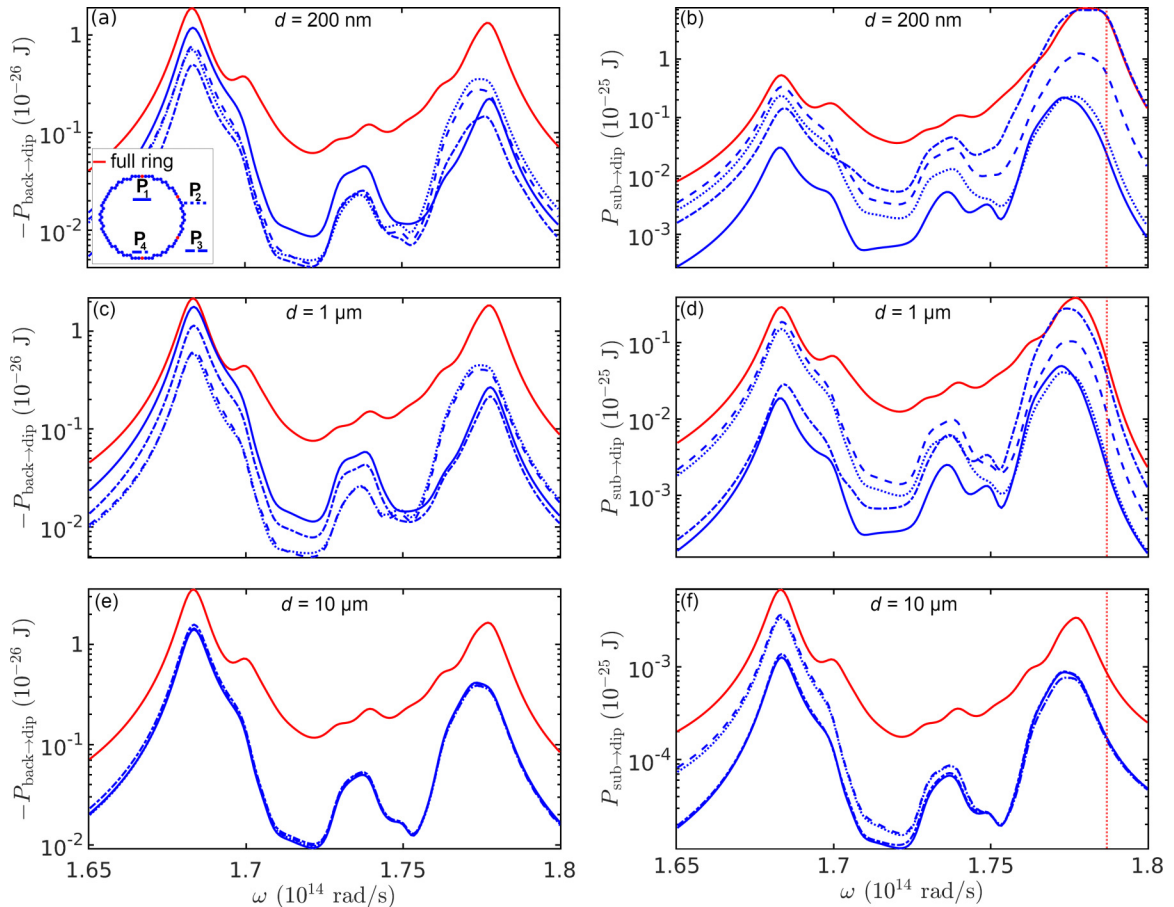 (a)
d = 200 nm
−P_back→dip (10^−26 J)
1
10^−1
10^−2
full ring
P_1
P_2
P_4
P_3
(b)
d = 200 nm
P_sub→dip (10^−25 J)
1
10^−1
10^−2
10^−3
(c)
d = 1 μm
−P_back→dip (10^−26 J)
1
10^−1
10^−2
(d)
d = 1 μm
P_sub→dip (10^−25 J)
10^−1
10^−2
10^−3
(e)
d = 10 μm
−P_back→dip (10^−26 J)
1
10^−1
10^−2
1.65
1.7
1.75
1.8
ω (10^14 rad/s)
(f)
d = 10 μm
P_sub→dip (10^−25 J)
10^−3
10^−4
1.65
1.7
1.75
1.8
ω (10^14 rad/s)